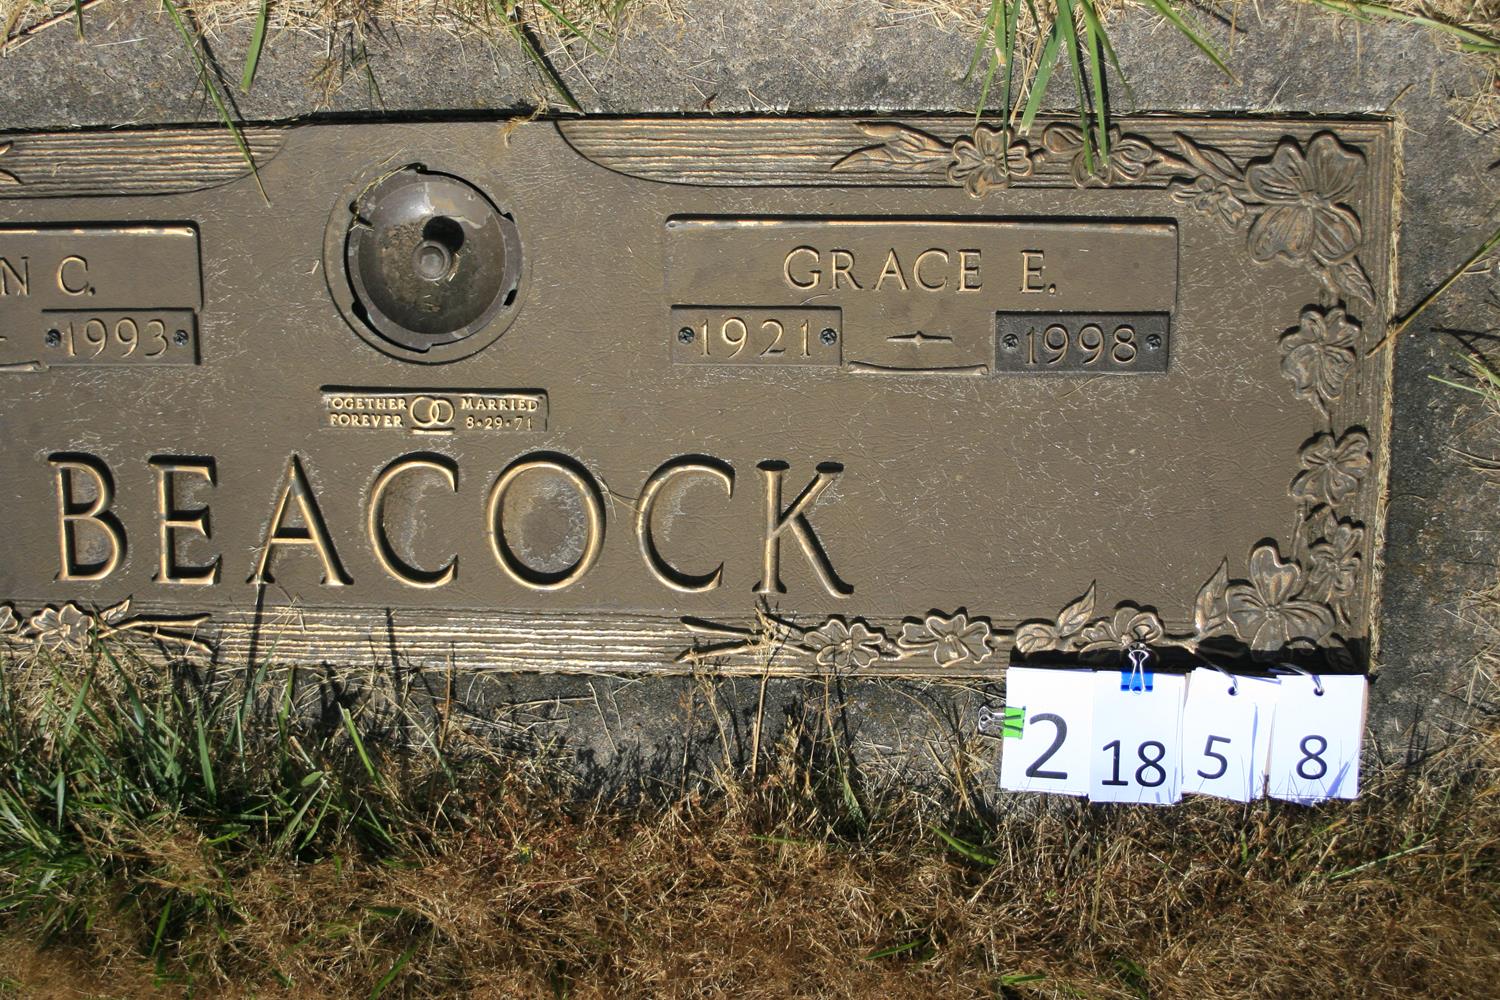 N C.
1993
GRACE E.
1921 - 1998
TOGETHER FOREVER
MARRIED 8·29·71
BEACOCK
2 18 5 8